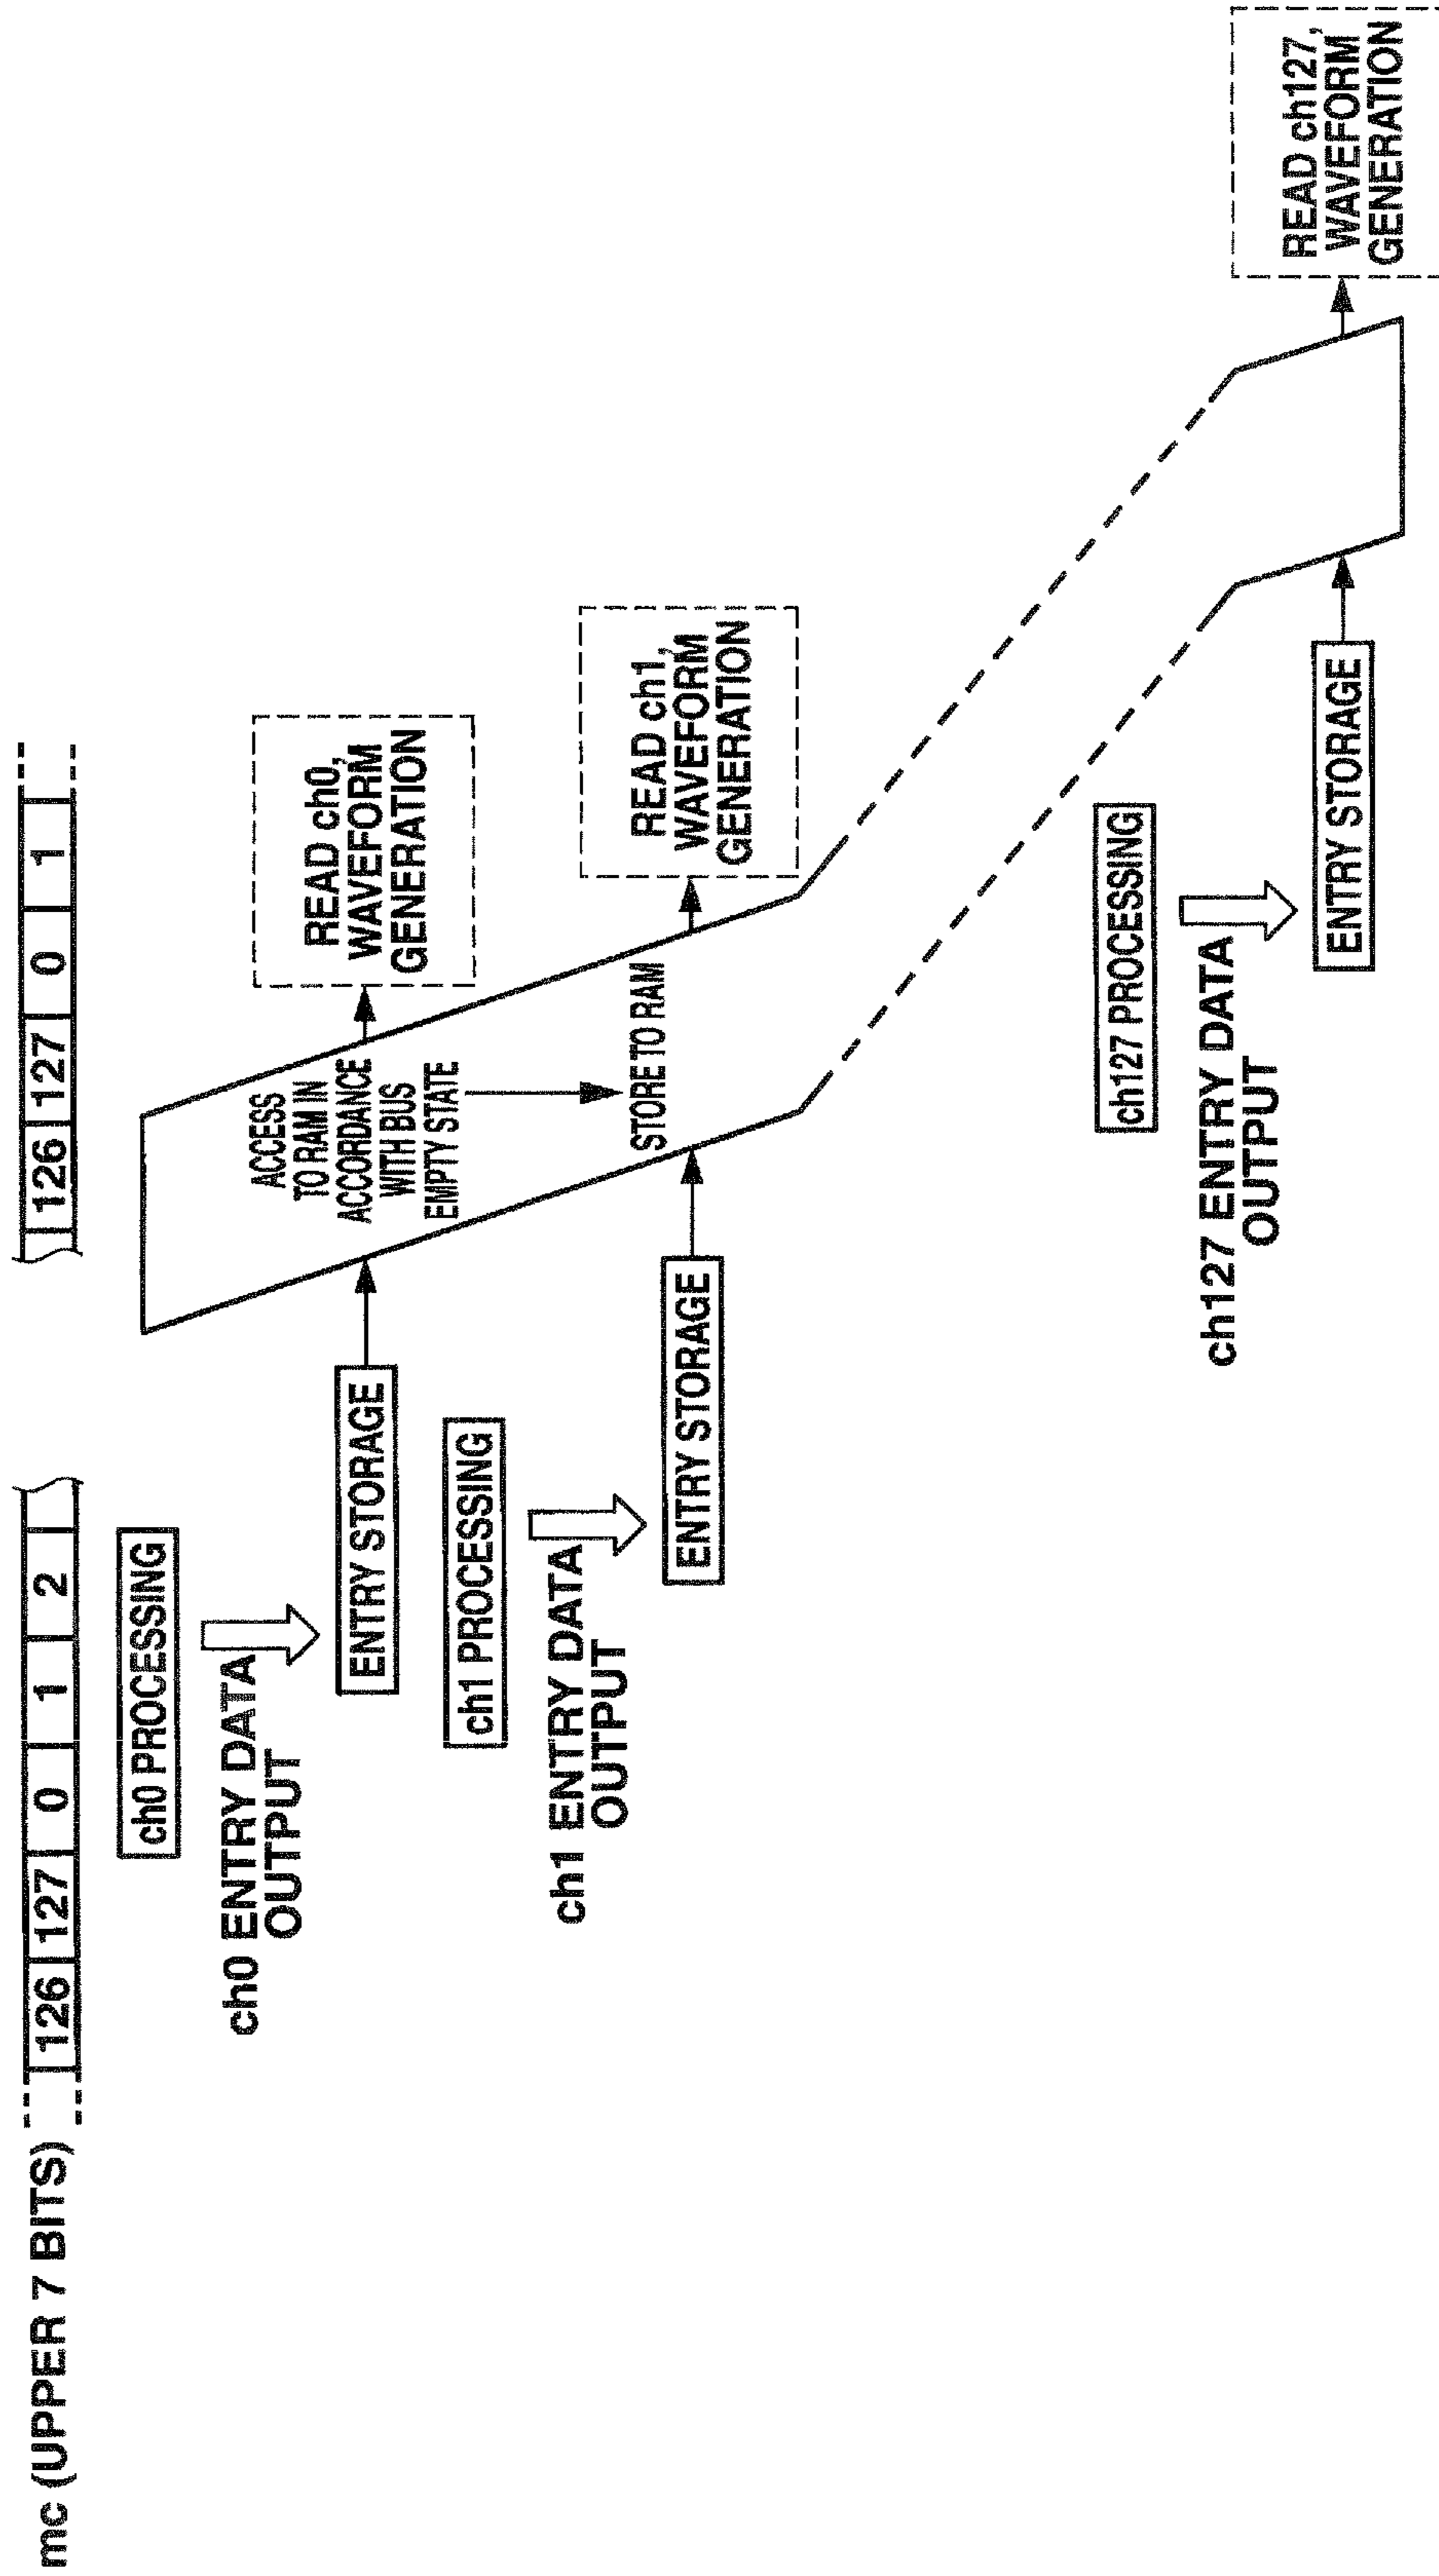 mc (UPPER 7 BITS)
126 127 0 1 2
126 127 0 1
ch0 PROCESSING
ch0 ENTRY DATA
OUTPUT
ENTRY STORAGE
ACCESS
TO RAM IN
ACCORDANCE
WITH BUS
EMPTY STATE
READ ch0,
WAVEFORM
GENERATION
ch1 PROCESSING
ch1 ENTRY DATA
OUTPUT
ENTRY STORAGE
STORE TO RAM
READ ch1,
WAVEFORM
GENERATION
ch127 PROCESSING
ch127 ENTRY DATA
OUTPUT
ENTRY STORAGE
READ ch127,
WAVEFORM
GENERATION